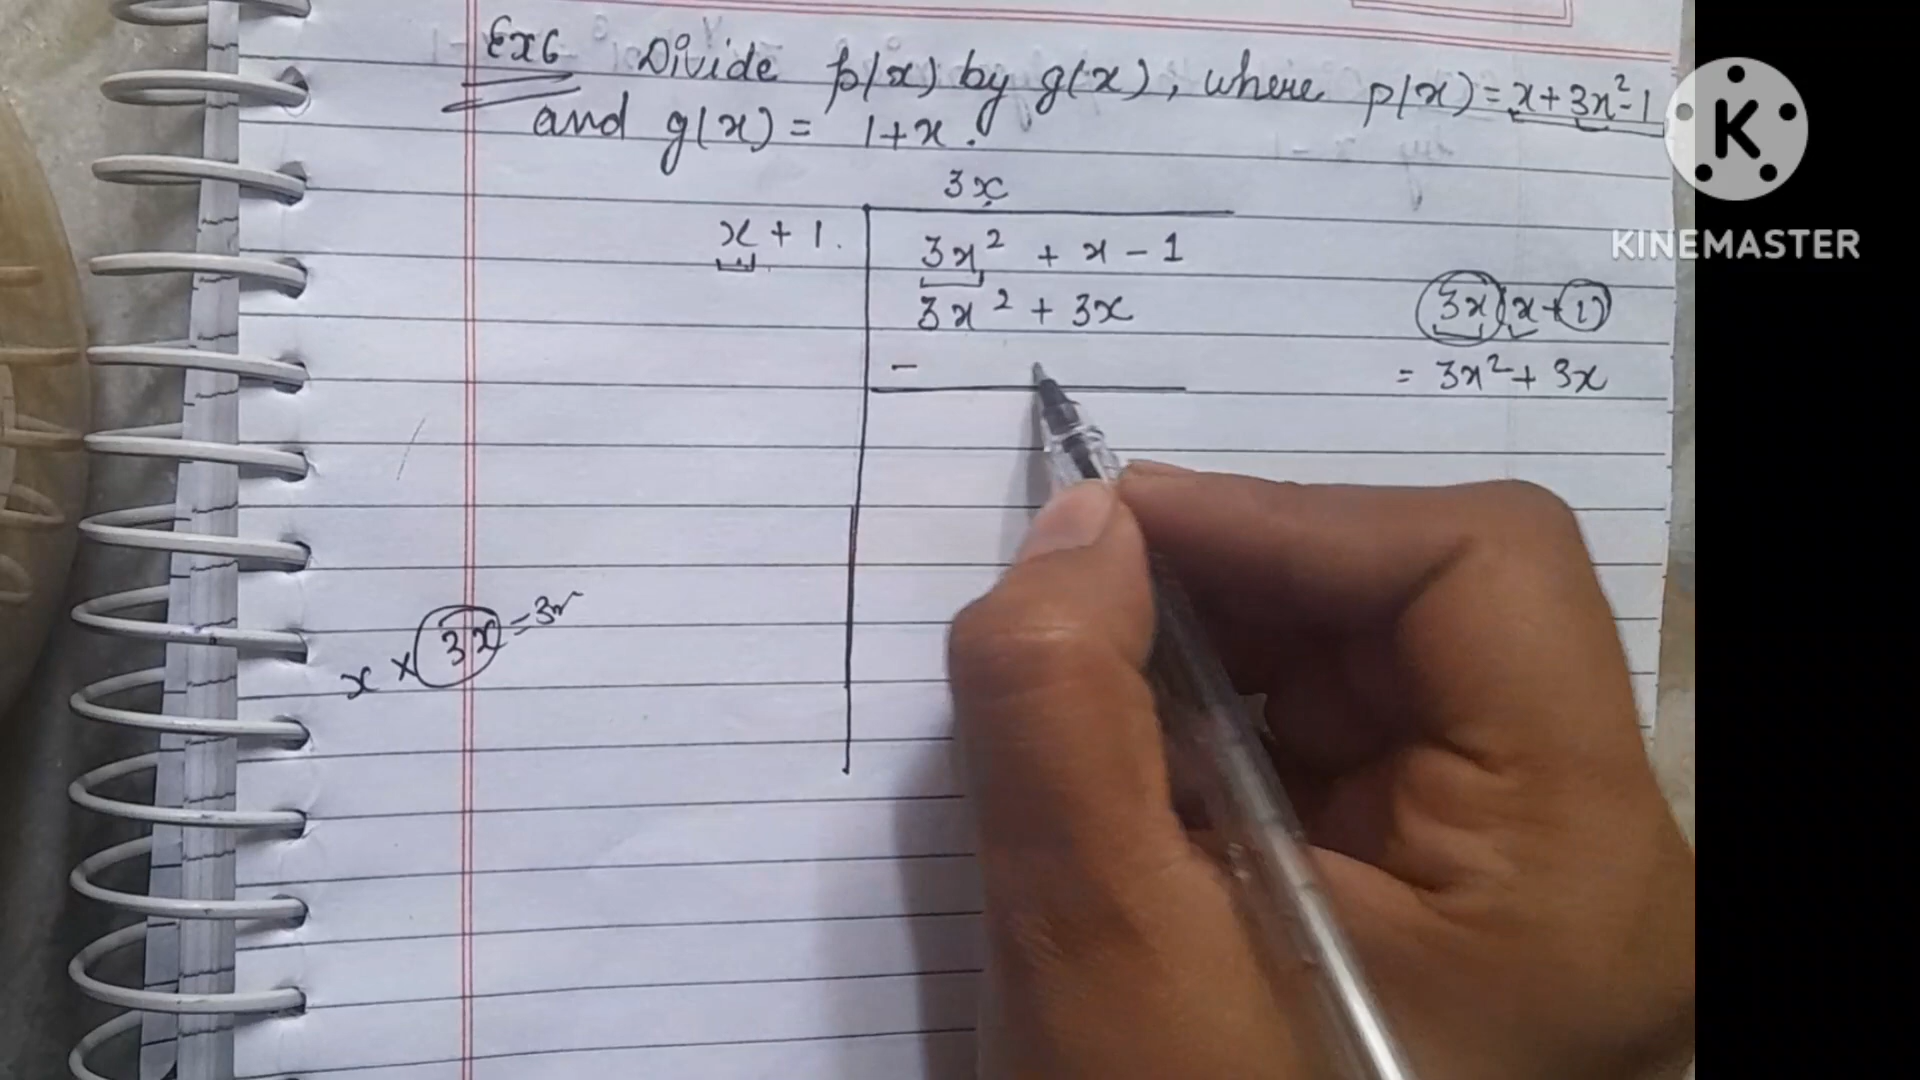 Ex6 Divide p(x) by g(x), where p(x) = x + 3x² - 1
and g(x) = 1 + x.
3x
x + 1. 3x² + x - 1
3x² + 3x
-
3x(x + 1)
= 3x² + 3x
x × 3x =
K
KINEMASTER